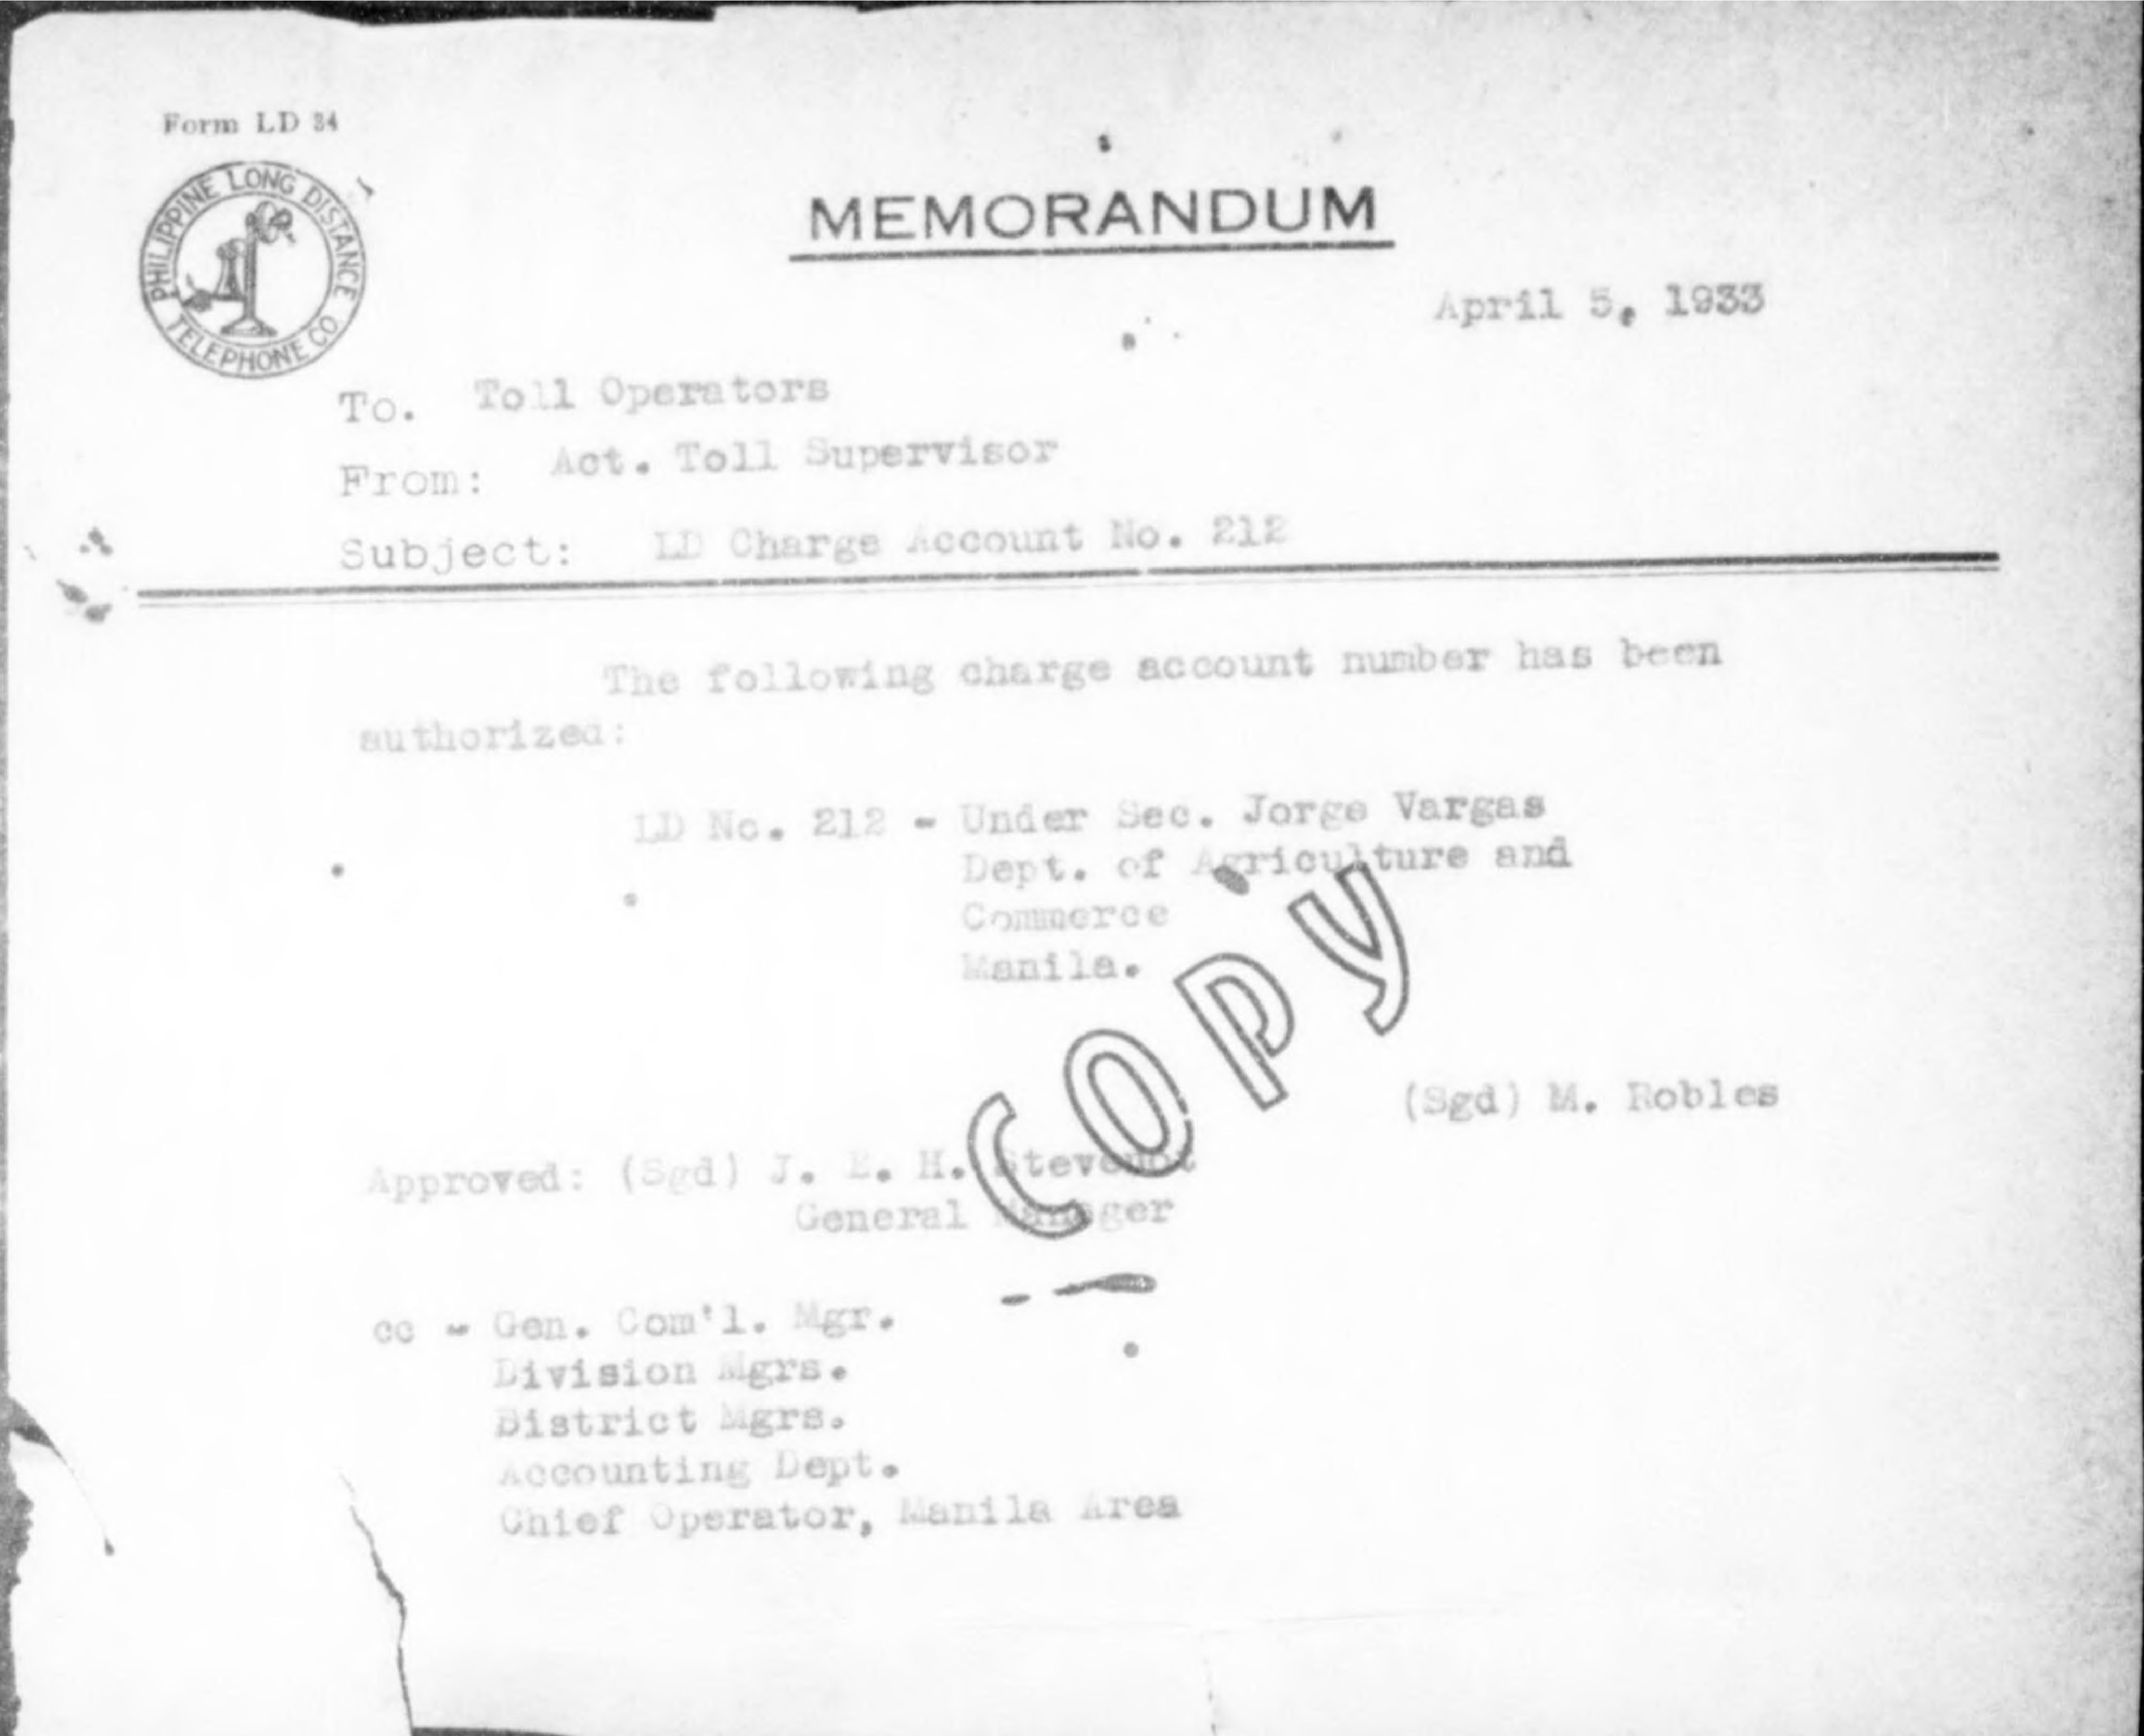 Form LD 34
PHILIPPINE LONG DISTANCE
TELEPHONE CO.
MEMORANDUM
April 5, 1933
To. Toll Operators
From: Act. Toll Supervisor
Subject: LD Charge Account No. 212
The following charge account number has been
authorized:
LD No. 212 - Under Sec. Jorge Vargas
Dept. of Agriculture and
Commerce
Manila.
COPY
(Sgd) M. Robles
Approved: (Sgd) J. E. H. Stevenot
General Manager
cc - Gen. Com'l. Mgr.
Division Mgrs.
District Mgrs.
Accounting Dept.
Chief Operator, Manila Area